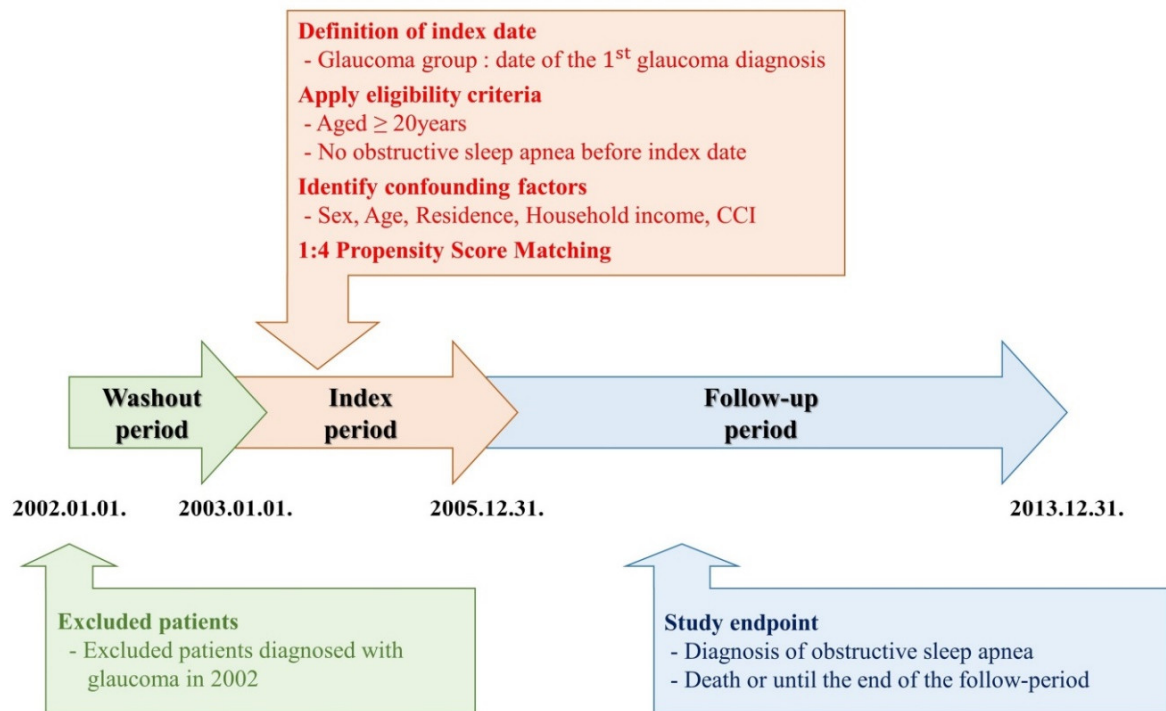 Definition of index date
- Glaucoma group : date of the 1st glaucoma diagnosis
Apply eligibility criteria
- Aged ≥ 20years
- No obstructive sleep apnea before index date
Identify confounding factors
- Sex, Age, Residence, Household income, CCI
1:4 Propensity Score Matching
Washout
period
Index
period
Follow-up
period
2002.01.01.
2003.01.01.
2005.12.31.
2013.12.31.
Excluded patients
- Excluded patients diagnosed with
glaucoma in 2002
Study endpoint
- Diagnosis of obstructive sleep apnea
- Death or until the end of the follow-period